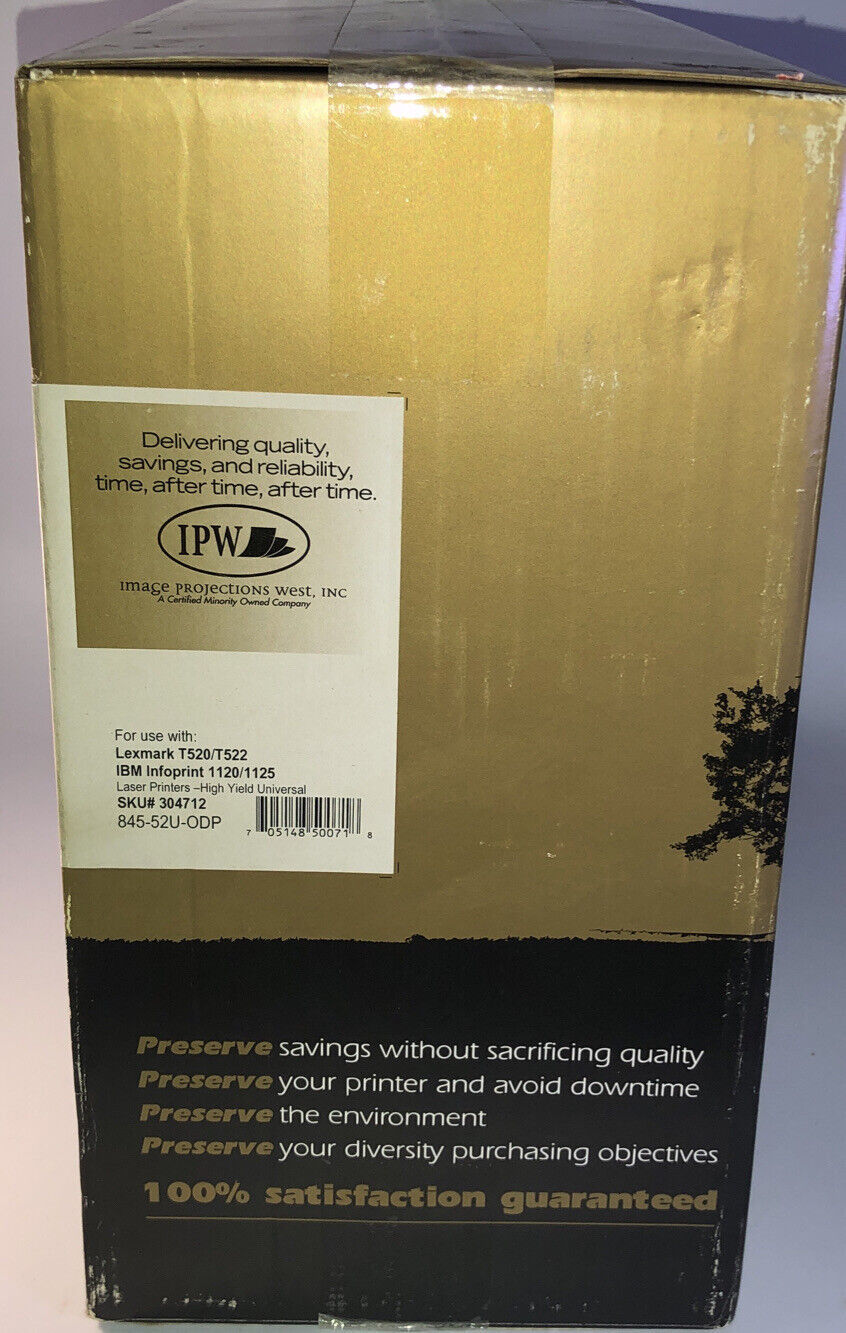 Delivering quality,
savings, and reliability,
time, after time, after time.
IPW
Image Projections West, Inc
A Certified Minority Owned Company
For use with:
Lexmark T520/T522
IBM Infoprint 1120/1125
Laser Printers –High Yield Universal
SKU# 304712
845-52U-ODP
7 05148 50071 8
Preserve savings without sacrificing quality
Preserve your printer and avoid downtime
Preserve the environment
Preserve your diversity purchasing objectives
100% satisfaction guaranteed